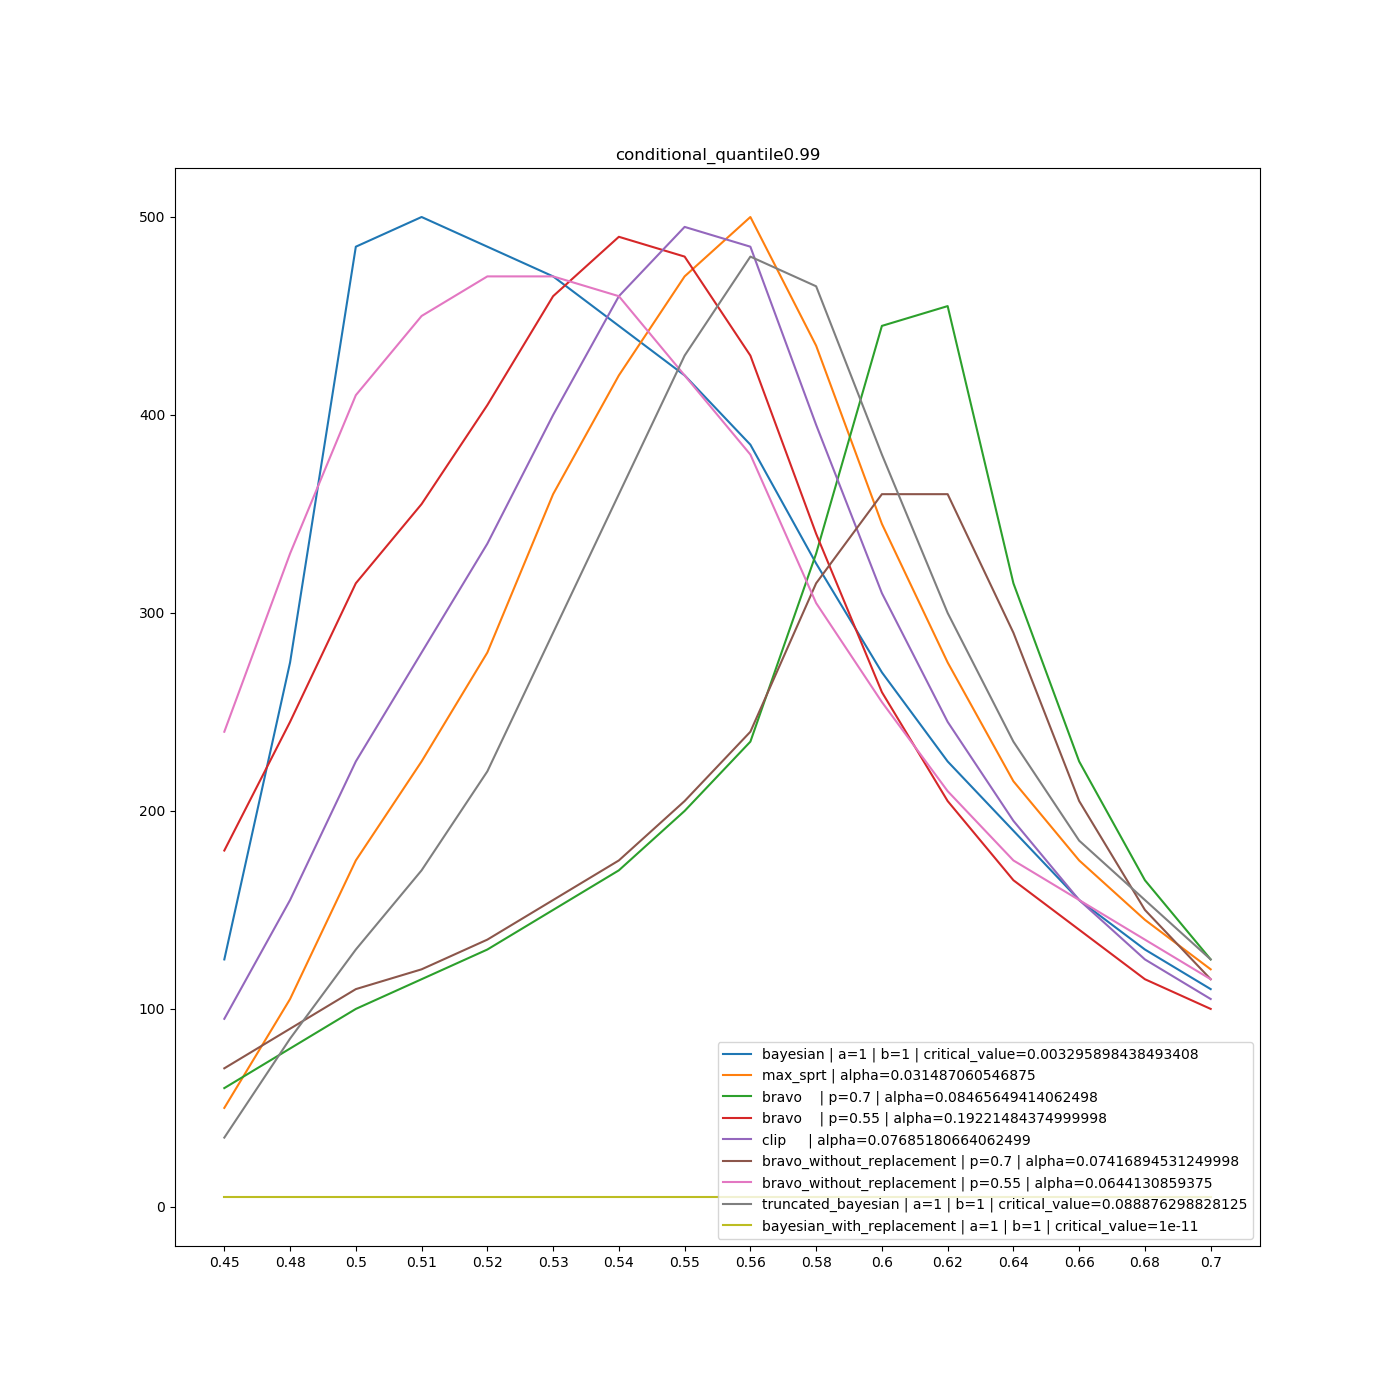 conditional_quantile0.99
500
400
300
200
100
0
bayesian | a=1 | b=1 | critical_value=0.003295898438493408
max_sprt | alpha=0.031487060546875
bravo | p=0.7 | alpha=0.08465649414062498
bravo | p=0.55 | alpha=0.19221484374999998
clip | alpha=0.07685180664062499
bravo_without_replacement | p=0.7 | alpha=0.07416894531249998
bravo_without_replacement | p=0.55 | alpha=0.0644130859375
truncated_bayesian | a=1 | b=1 | critical_value=0.088876298828125
bayesian_with_replacement | a=1 | b=1 | critical_value=1e-11
0.45 0.48 0.5 0.51 0.52 0.53 0.54 0.55 0.56 0.58 0.6 0.62 0.64 0.66 0.68 0.7